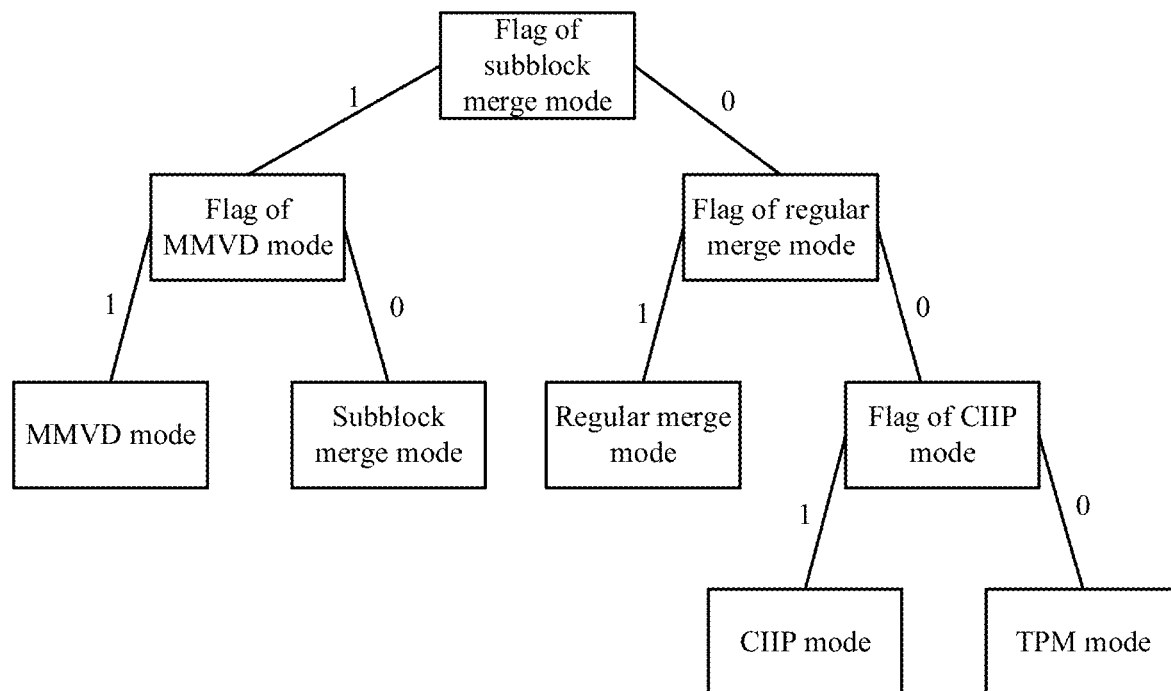 Flag of
subblock
merge mode
1
0
Flag of
MMVD mode
Flag of regular
merge mode
1
0
1
0
MMVD mode
Subblock
merge mode
Regular merge
mode
Flag of CIIP
mode
1
0
CIIP mode
TPM mode